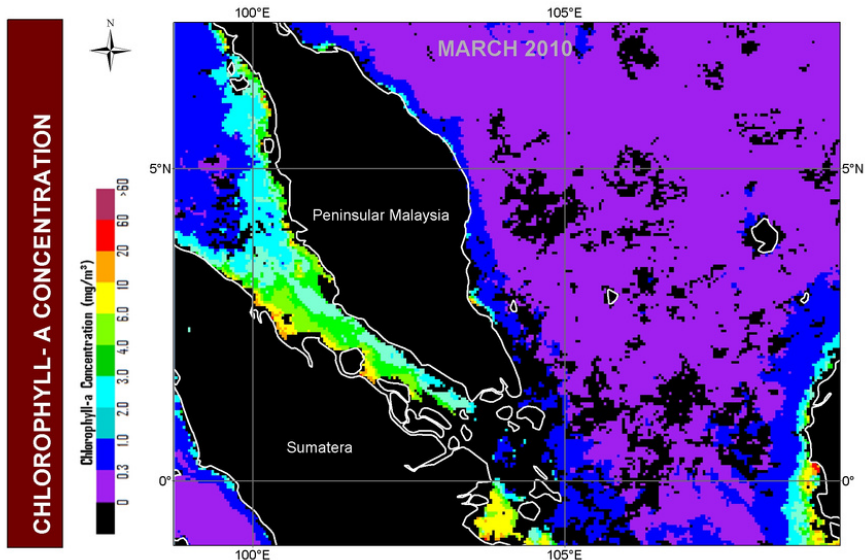 CHLOROPHYLL- A CONCENTRATION
N
Chlorophyll-a Concentration (mg/m³)
>60
60
20
10
6.0
4.0
3.0
2.0
1.0
0.3
0
100°E
105°E
MARCH 2010
5°N
Peninsular Malaysia
Sumatera
0°
0°
100°E
105°E